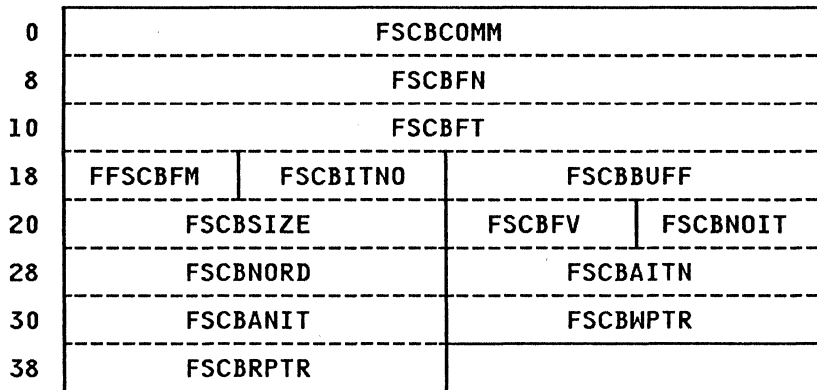 0 FSCBCOMM
8 FSCBFN
10 FSCBFT
18 FFSCBFM FSCBITNO FSCBBUFF
20 FSCBSIZE FSCBFV FSCBNOIT
28 FSCBNORD FSCBAITN
30 FSCBANIT FSCBWPTR
38 FSCBRPTR